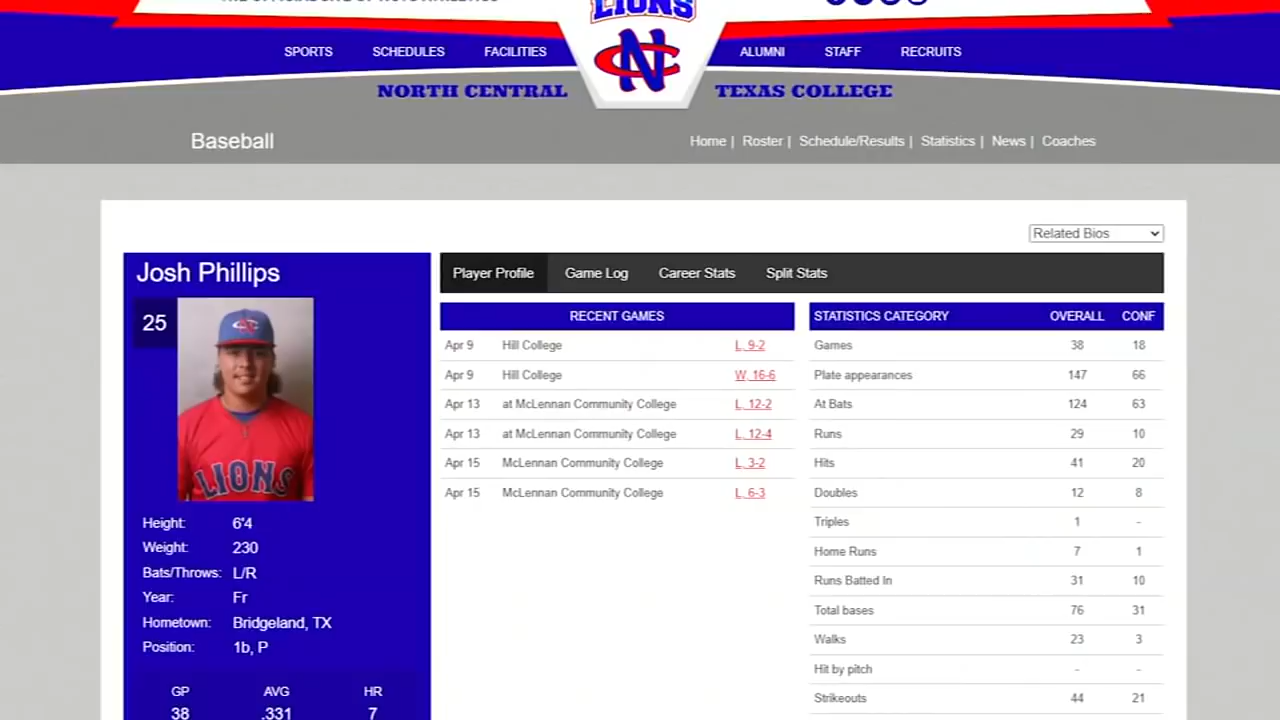 LIONS
SPORTS SCHEDULES FACILITIES ALUMNI STAFF RECRUITS
NC
NORTH CENTRAL TEXAS COLLEGE
Baseball
Home | Roster | Schedule/Results | Statistics | News | Coaches
Related Bios
Josh Phillips
25
LIONS
Height: 6'4
Weight: 230
Bats/Throws: L/R
Year: Fr
Hometown: Bridgeland, TX
Position: 1b, P
GP AVG HR
38 .331 7
Player Profile Game Log Career Stats Split Stats
RECENT GAMES
Apr 9 Hill College L, 9-2
Apr 9 Hill College W, 16-6
Apr 13 at McLennan Community College L, 12-2
Apr 13 at McLennan Community College L, 12-4
Apr 15 McLennan Community College L, 3-2
Apr 15 McLennan Community College L, 6-3
STATISTICS CATEGORY OVERALL CONF
Games 38 18
Plate appearances 147 66
At Bats 124 63
Runs 29 10
Hits 41 20
Doubles 12 8
Triples 1 -
Home Runs 7 1
Runs Batted In 31 10
Total bases 76 31
Walks 23 3
Hit by pitch - -
Strikeouts 44 21